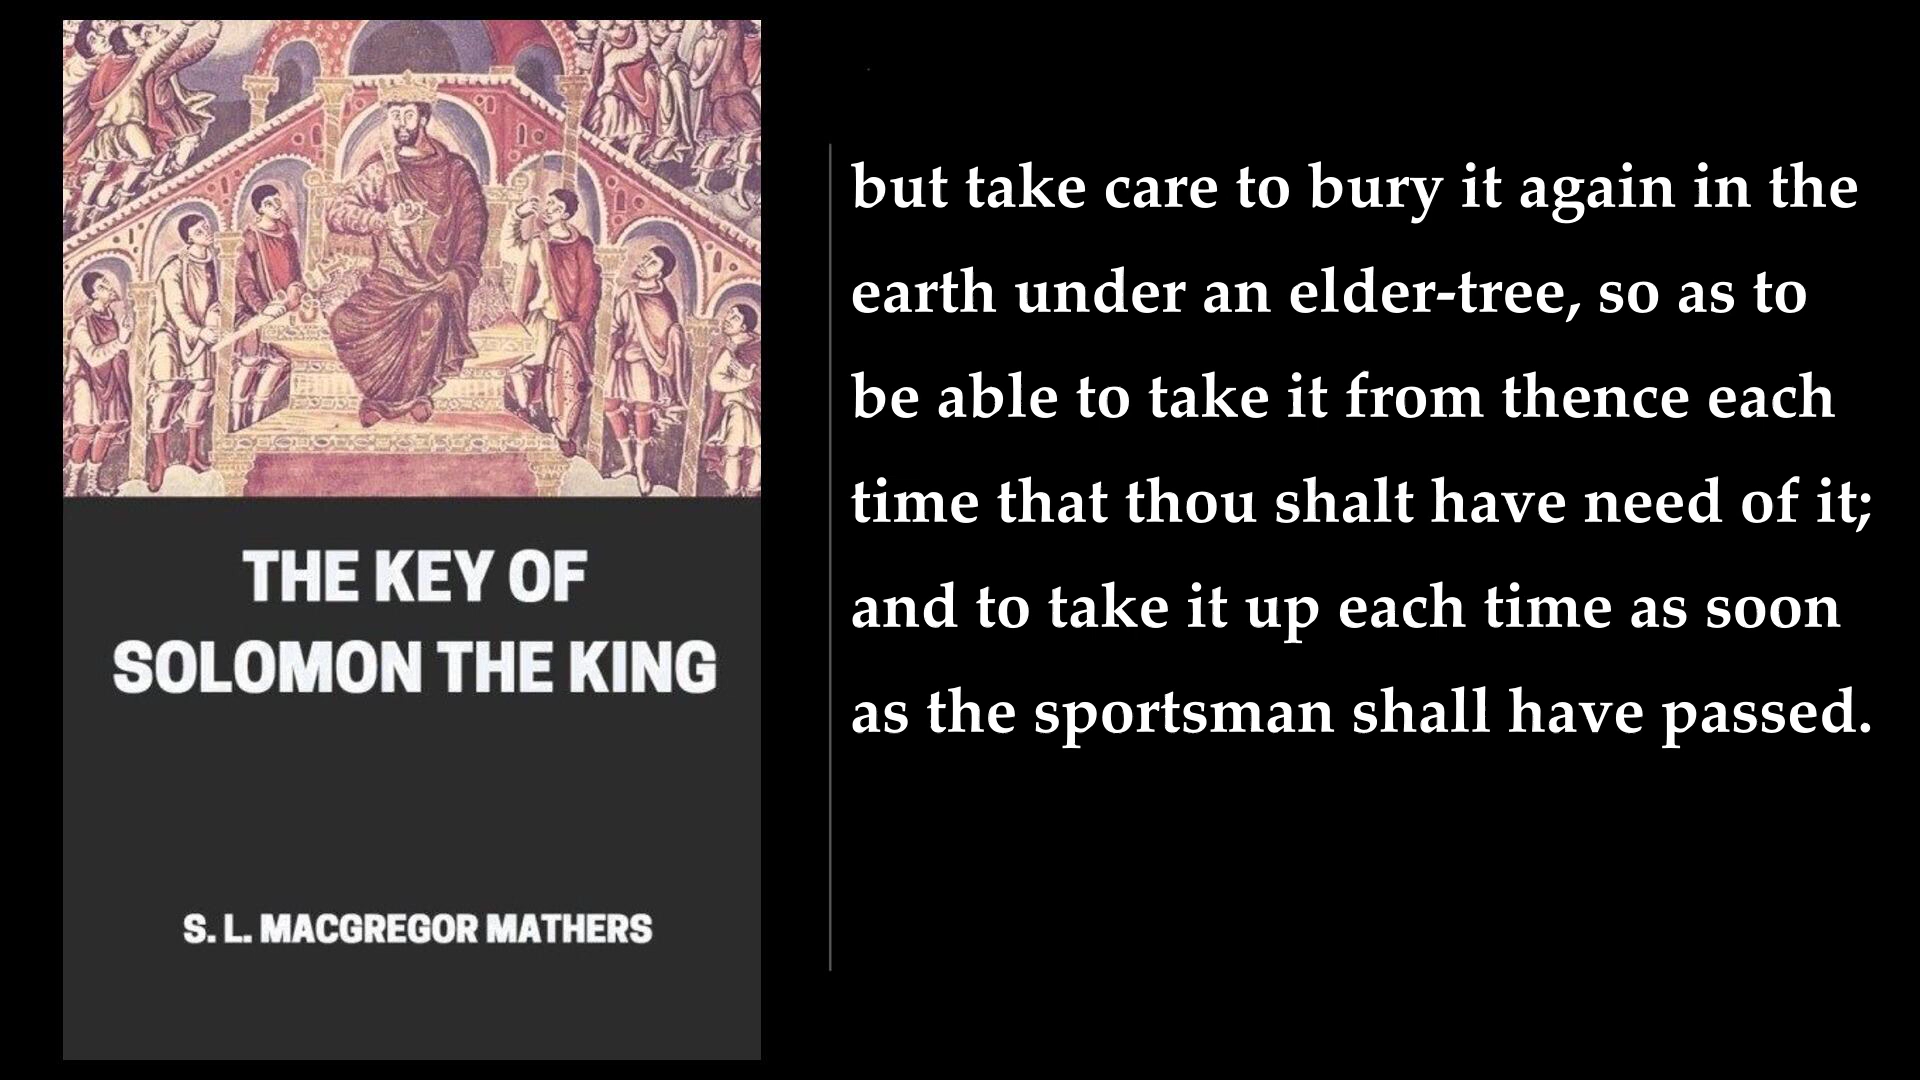 THE KEY OF
SOLOMON THE KING
S. L. MACGREGOR MATHERS
but take care to bury it again in the
earth under an elder-tree, so as to
be able to take it from thence each
time that thou shalt have need of it;
and to take it up each time as soon
as the sportsman shall have passed.